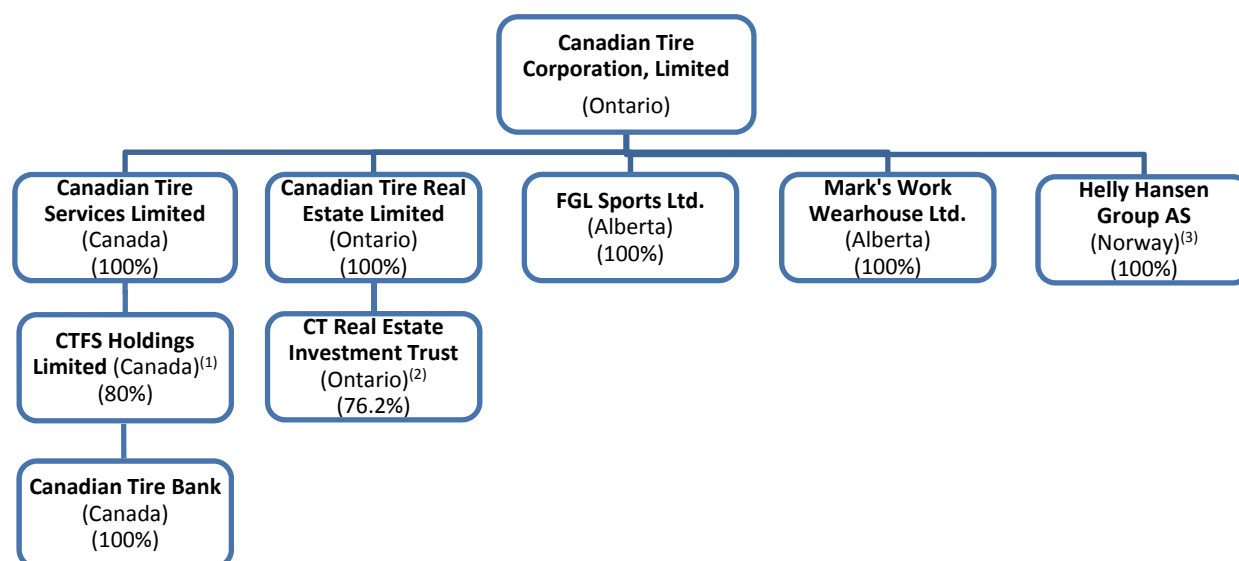 Canadian Tire
Corporation, Limited
(Ontario)
Canadian Tire
Services Limited
(Canada)
(100%)
Canadian Tire Real
Estate Limited
(Ontario)
(100%)
FGL Sports Ltd.
(Alberta)
(100%)
Mark's Work
Wearhouse Ltd.
(Alberta)
(100%)
Helly Hansen
Group AS
(Norway)(3)
(100%)
CTFS Holdings
Limited (Canada)(1)
(80%)
CT Real Estate
Investment Trust
(Ontario)(2)
(76.2%)
Canadian Tire Bank
(Canada)
(100%)